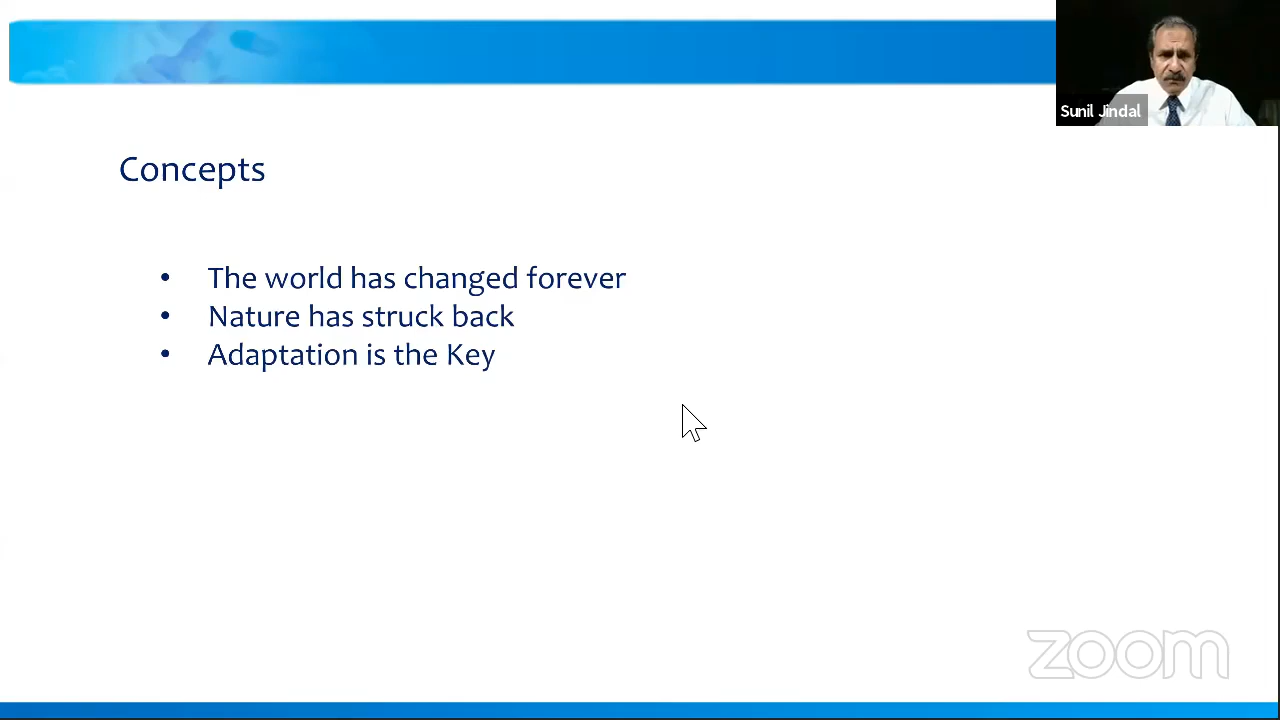 Sunil Jindal
Concepts
• The world has changed forever
• Nature has struck back
• Adaptation is the Key
zoom